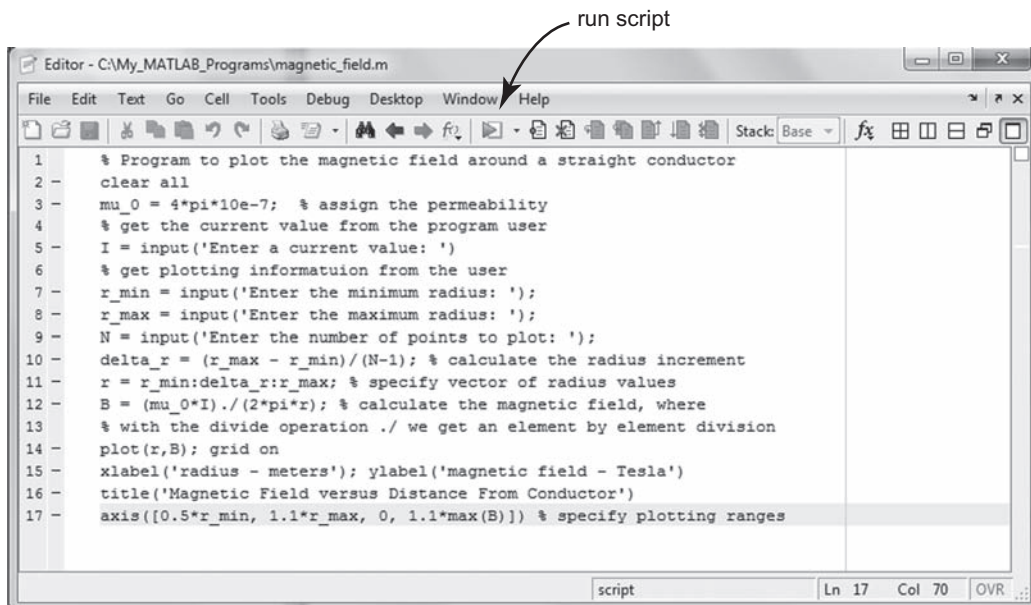 run script
Editor - C:\My_MATLAB_Programs\magnetic_field.m
File Edit Text Go Cell Tools Debug Desktop Window Help
Stack: Base fx
1 % Program to plot the magnetic field around a straight conductor
2 - clear all
3 - mu_0 = 4*pi*10e-7; % assign the permeability
4 % get the current value from the program user
5 - I = input('Enter a current value: ')
6 % get plotting informatuion from the user
7 - r_min = input('Enter the minimum radius: ');
8 - r_max = input('Enter the maximum radius: ');
9 - N = input('Enter the number of points to plot: ');
10 - delta_r = (r_max - r_min)/(N-1); % calculate the radius increment
11 - r = r_min:delta_r:r_max; % specify vector of radius values
12 - B = (mu_0*I)./(2*pi*r); % calculate the magnetic field, where
13 % with the divide operation ./ we get an element by element division
14 - plot(r,B); grid on
15 - xlabel('radius - meters'); ylabel('magnetic field - Tesla')
16 - title('Magnetic Field versus Distance From Conductor')
17 - axis([0.5*r_min, 1.1*r_max, 0, 1.1*max(B)]) % specify plotting ranges
script Ln 17 Col 70 OVR